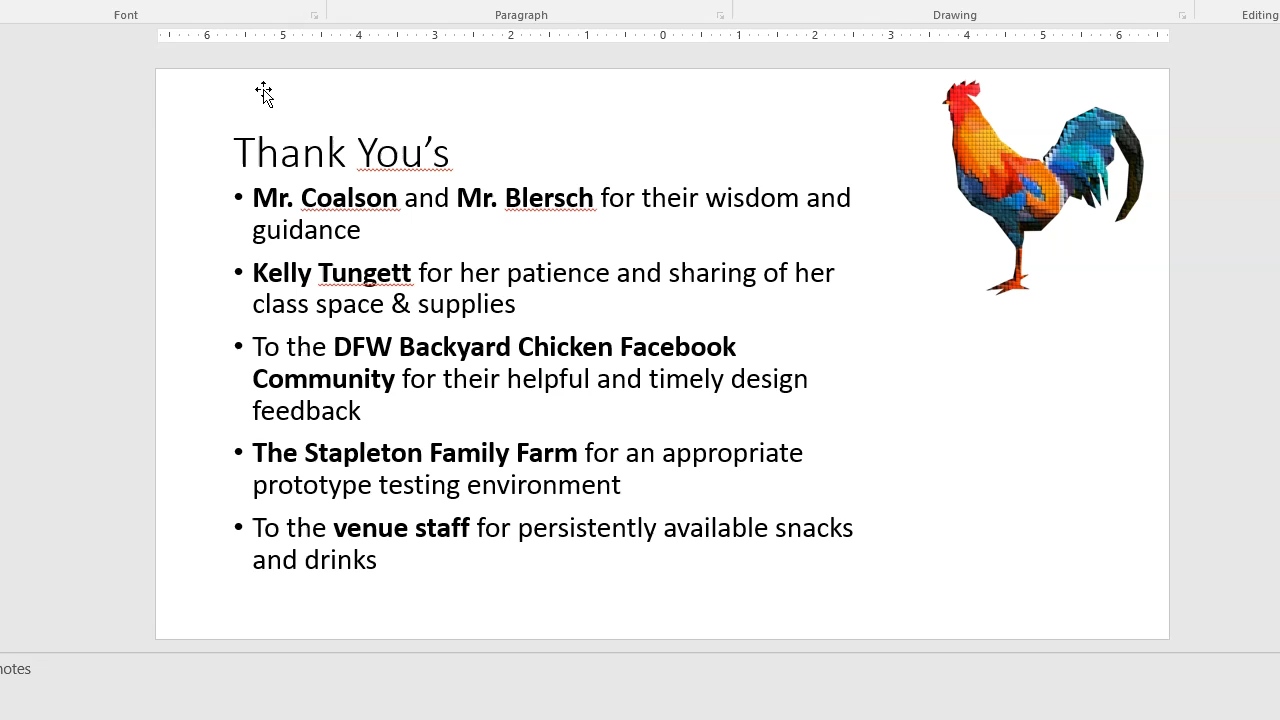 Font Paragraph Drawing Editing
6 5 4 3 2 1 0 1 2 3 4 5 6
Thank You’s
• Mr. Coalson and Mr. Blersch for their wisdom and
guidance
• Kelly Tungett for her patience and sharing of her
class space & supplies
• To the DFW Backyard Chicken Facebook
Community for their helpful and timely design
feedback
• The Stapleton Family Farm for an appropriate
prototype testing environment
• To the venue staff for persistently available snacks
and drinks
notes